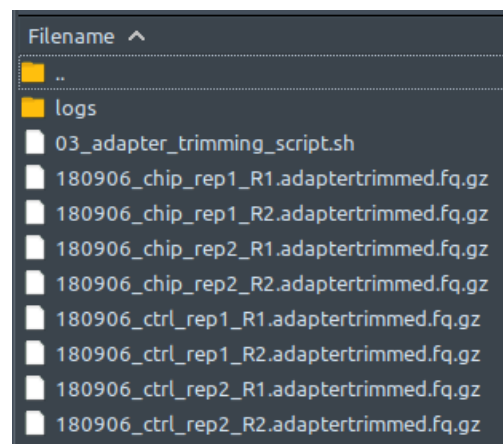 Filename
..
logs
03_adapter_trimming_script.sh
180906_chip_rep1_R1.adaptertrimmed.fq.gz
180906_chip_rep1_R2.adaptertrimmed.fq.gz
180906_chip_rep2_R1.adaptertrimmed.fq.gz
180906_chip_rep2_R2.adaptertrimmed.fq.gz
180906_ctrl_rep1_R1.adaptertrimmed.fq.gz
180906_ctrl_rep1_R2.adaptertrimmed.fq.gz
180906_ctrl_rep2_R1.adaptertrimmed.fq.gz
180906_ctrl_rep2_R2.adaptertrimmed.fq.gz